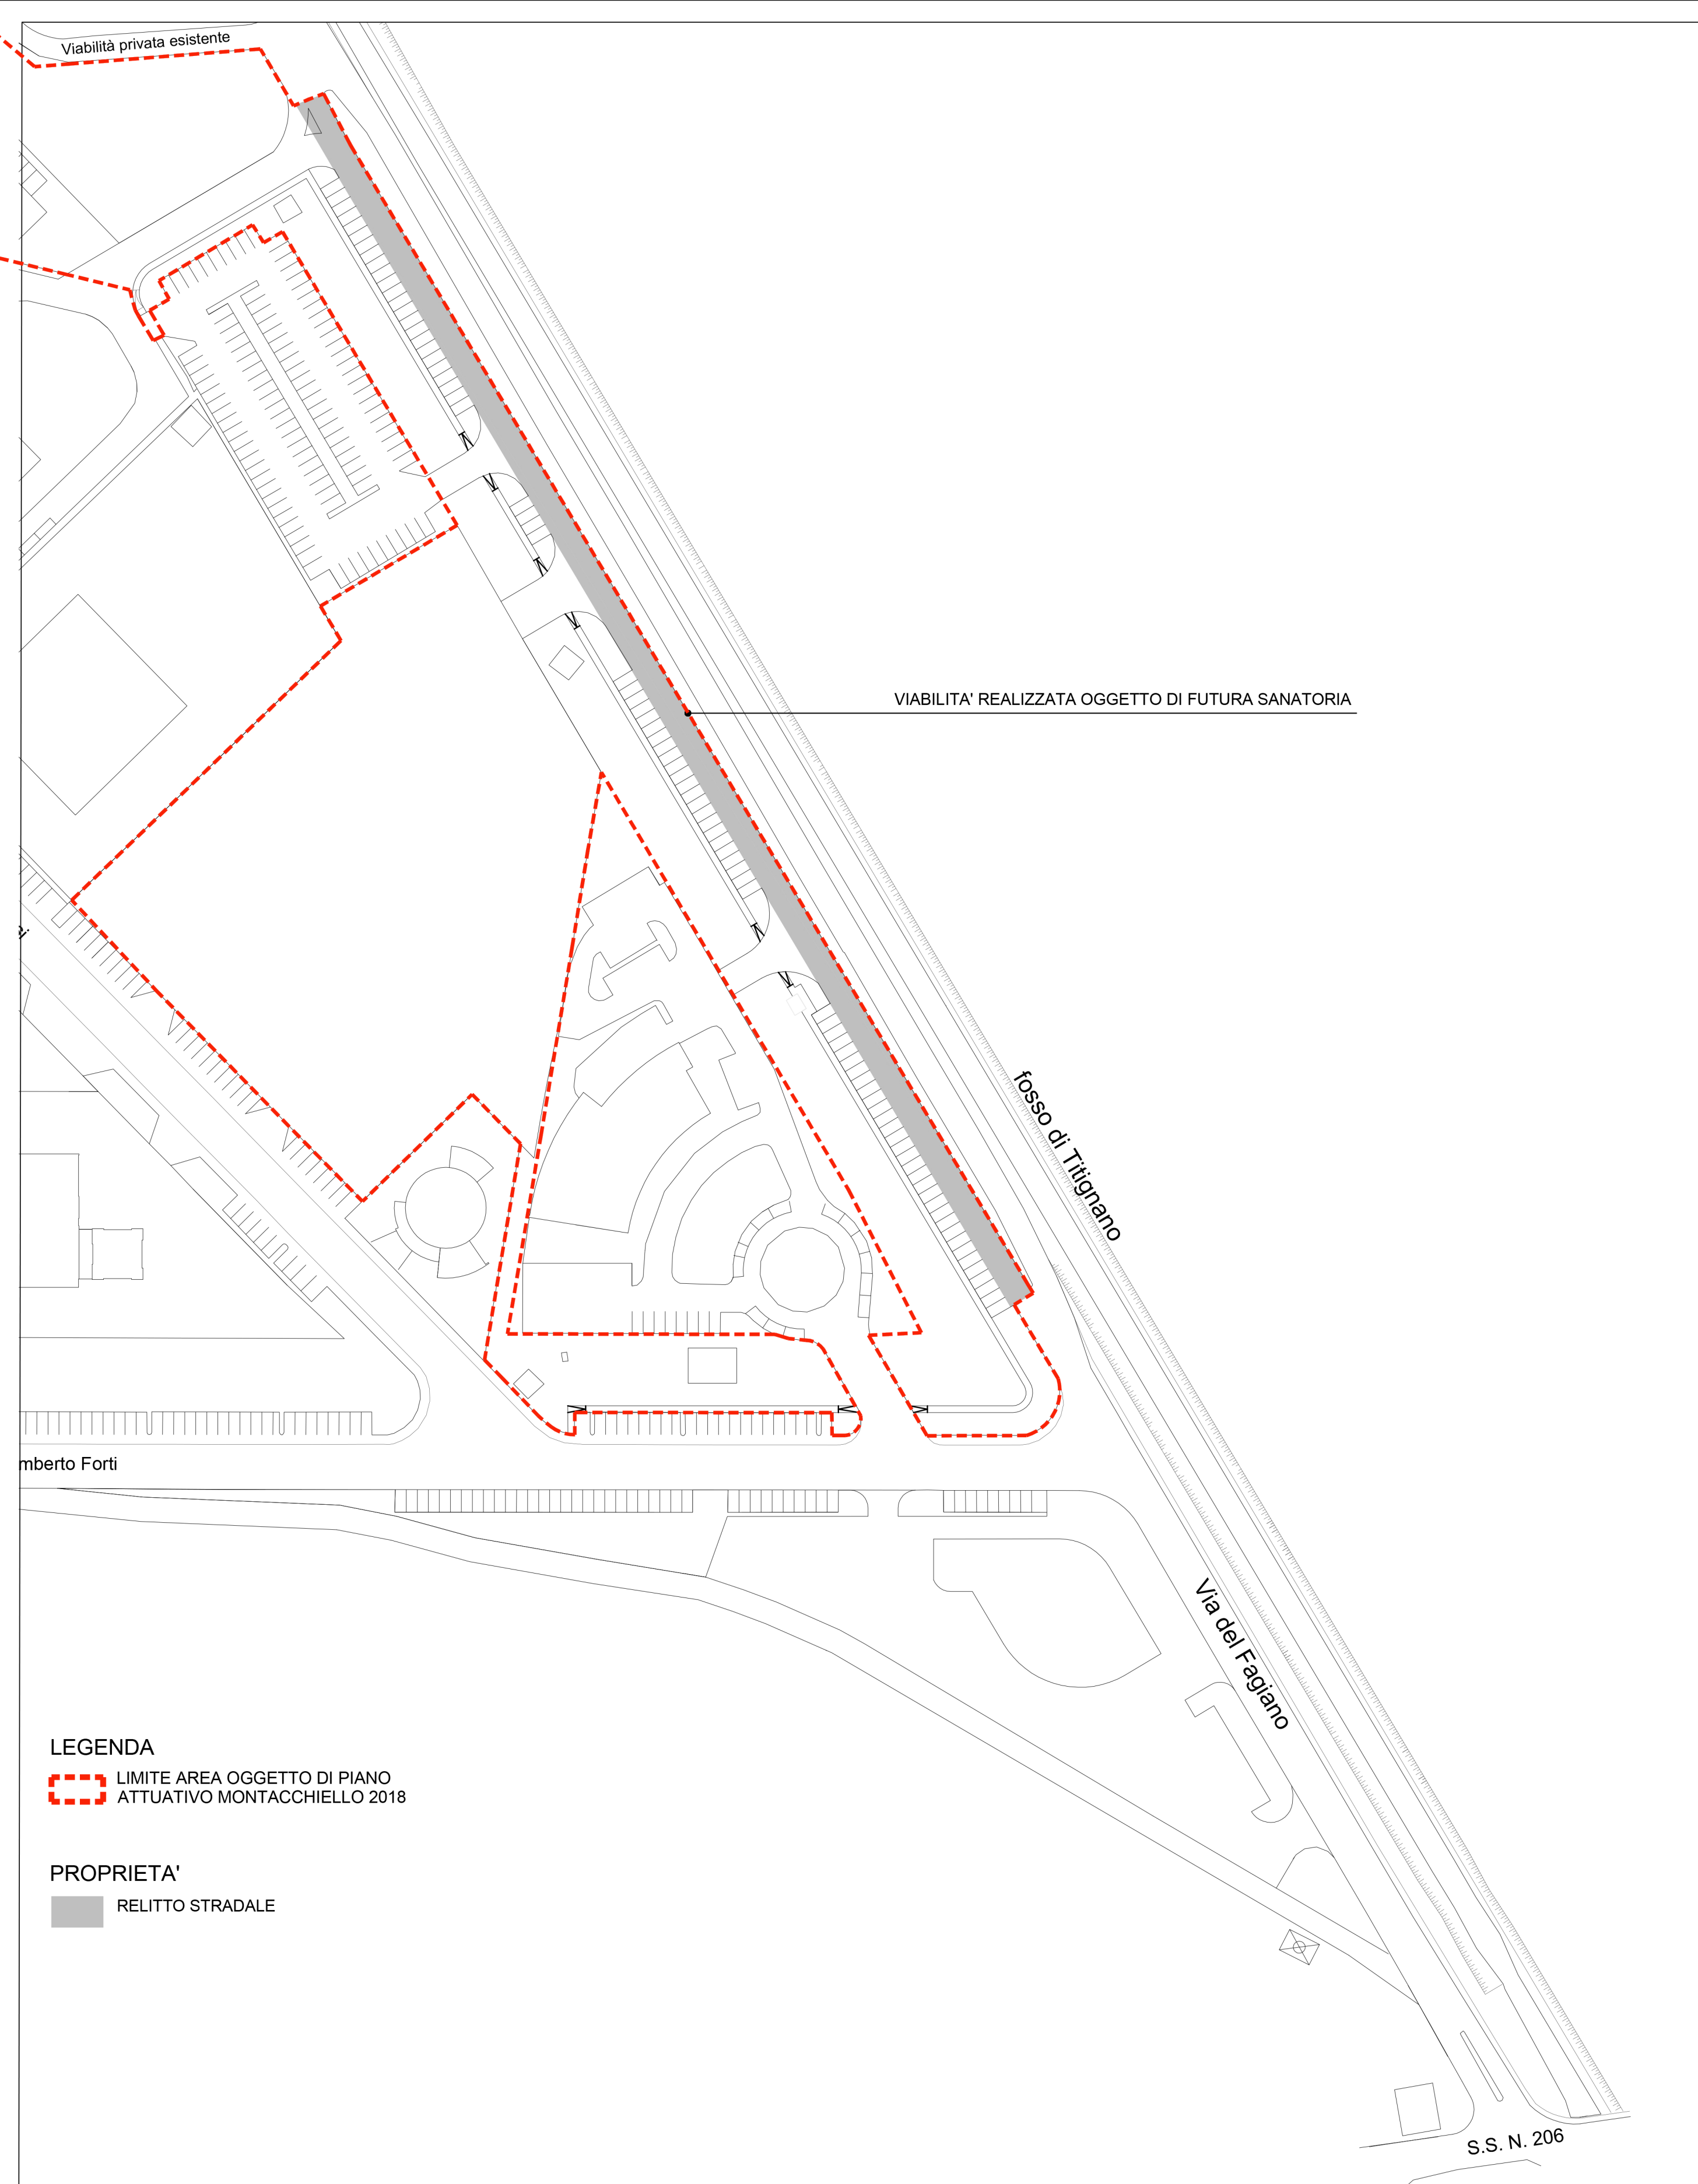 Viabilità privata esistente
VIABILITA' REALIZZATA OGGETTO DI FUTURA SANATORIA
fosso di Titignano
mberto Forti
Via del Fagiano
LEGENDA
LIMITE AREA OGGETTO DI PIANO
ATTUATIVO MONTACCHIELLO 2018
PROPRIETA'
RELITTO STRADALE
S.S. N. 206